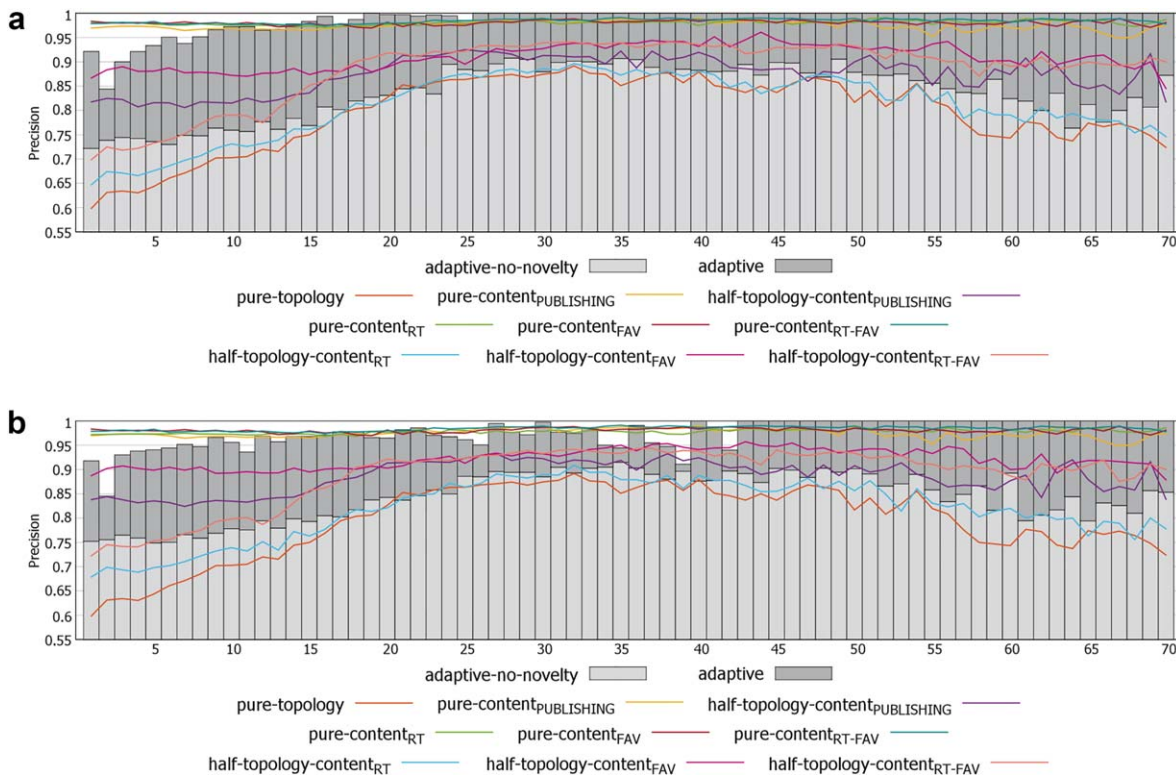 a
1
0.95
0.9
0.85
0.8
0.75
0.7
0.65
0.6
0.55
Precision
5 10 15 20 25 30 35 40 45 50 55 60 65 70
adaptive-no-novelty adaptive
pure-topology pure-contentPUBLISHING half-topology-contentPUBLISHING
pure-contentRT pure-contentFAV pure-contentRT-FAV
half-topology-contentRT half-topology-contentFAV half-topology-contentRT-FAV
b
1
0.95
0.9
0.85
0.8
0.75
0.7
0.65
0.6
0.55
Precision
5 10 15 20 25 30 35 40 45 50 55 60 65 70
adaptive-no-novelty adaptive
pure-topology pure-contentPUBLISHING half-topology-contentPUBLISHING
pure-contentRT pure-contentFAV pure-contentRT-FAV
half-topology-contentRT half-topology-contentFAV half-topology-contentRT-FAV